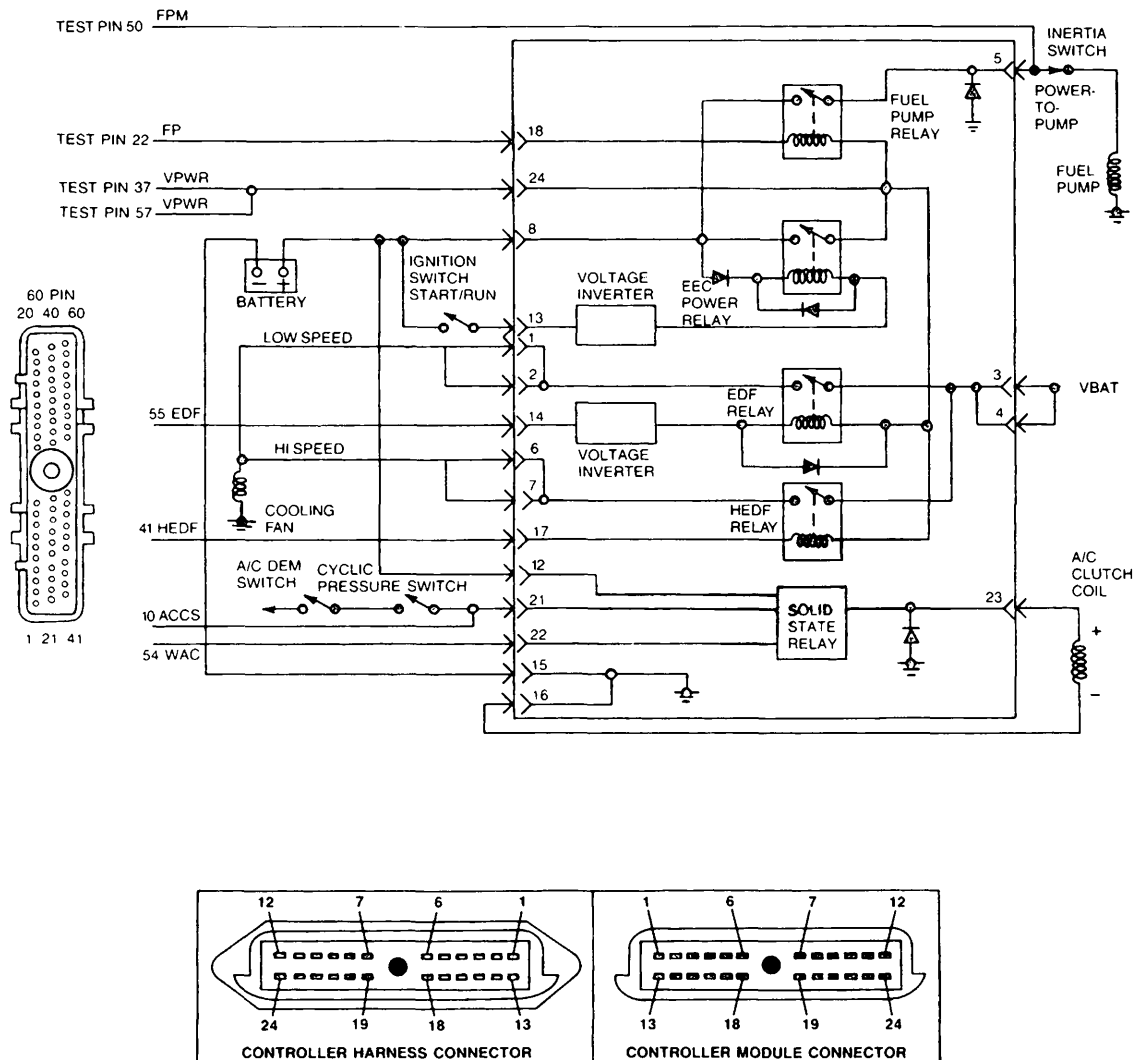 FPM
TEST PIN 50
INERTIA
SWITCH
5
POWER-
TO-
PUMP
FUEL
PUMP
RELAY
FP
TEST PIN 22
18
VPWR
TEST PIN 37
24
VPWR
TEST PIN 57
FUEL
PUMP
8
IGNITION
SWITCH
START/RUN
BATTERY
- +
VOLTAGE
INVERTER
EEC
POWER
RELAY
60 PIN
20 40 60
13
LOW SPEED
1
2
EDF
RELAY
3
VBAT
4
55 EDF
14
VOLTAGE
INVERTER
HI SPEED
6
7
HEDF
RELAY
COOLING
FAN
41 HEDF
17
12
A/C DEM
SWITCH
CYCLIC
PRESSURE SWITCH
A/C
CLUTCH
COIL
21
10 ACCS
SOLID
STATE
RELAY
23
+
-
1 21 41
22
54 WAC
15
16
12 7 6 1
24 19 18 13
CONTROLLER HARNESS CONNECTOR
1 6 7 12
13 18 19 24
CONTROLLER MODULE CONNECTOR